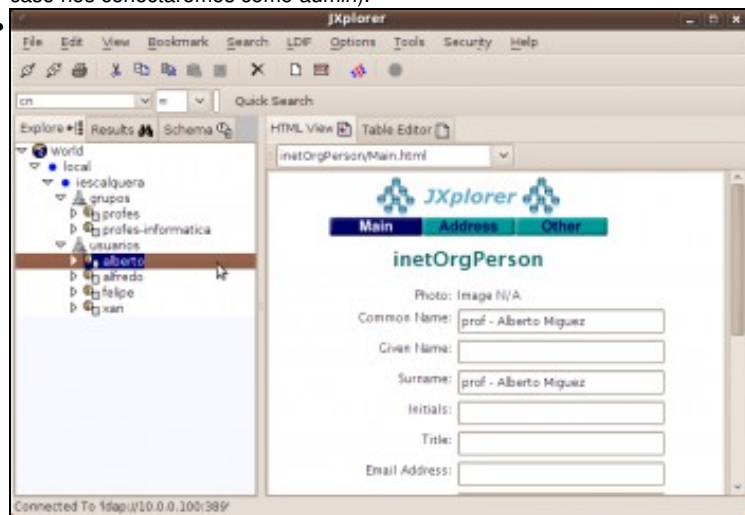 caso nos conectaremos como admin).
JXplorer
File Edit View Bookmark Search LDIF Options Tools Security Help
cn = Quick Search
Explore Results Schema HTML View Table Editor
World
local
iescalquera
grupos
profes
profes-informatica
usuarios
alberto
alfredo
felipe
xan
inetOrgPerson/Main.html
JXplorer
Main Address Other
inetOrgPerson
Photo: Image N/A
Common Name: prof - Alberto Miguez
Given Name:
Surname: prof - Alberto Miguez
Initials:
Title:
Email Address:
Connected To 'ldap://10.0.0.100:389'